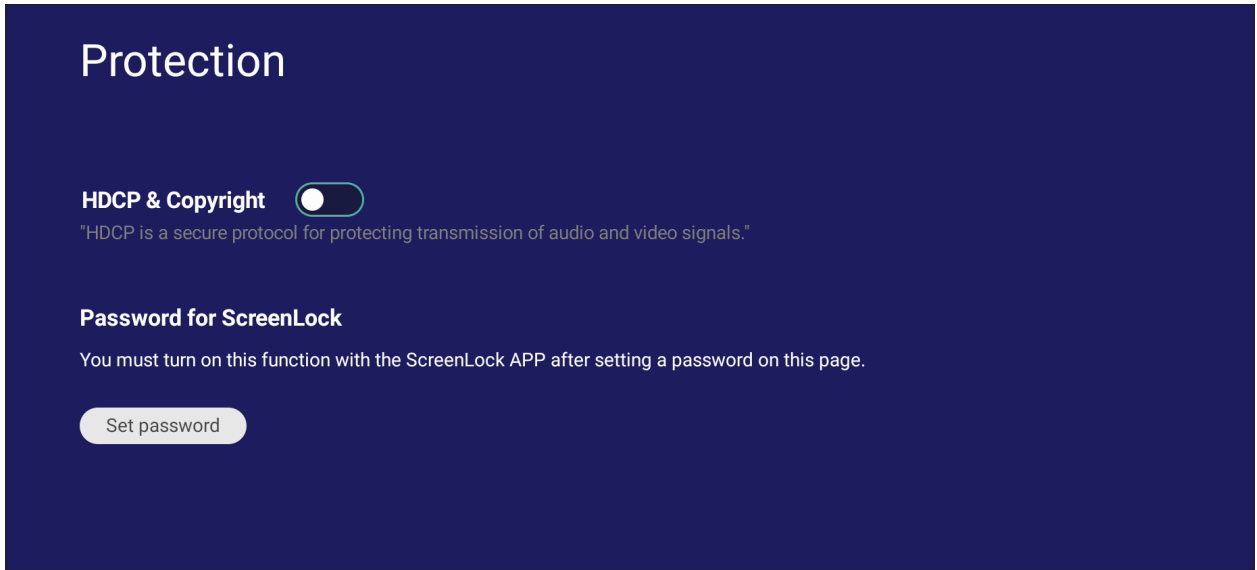 Protection
HDCP & Copyright
"HDCP is a secure protocol for protecting transmission of audio and video signals."
Password for ScreenLock
You must turn on this function with the ScreenLock APP after setting a password on this page.
Set password